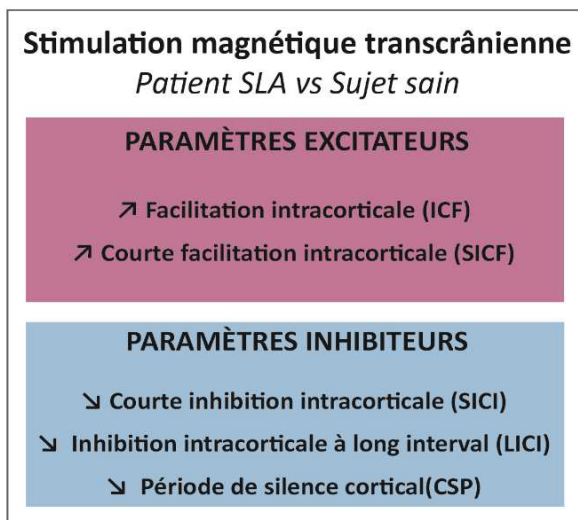 Stimulation magnétique transcrânienne
Patient SLA vs Sujet sain
PARAMÈTRES EXCITATEURS
↗ Facilitation intracorticale (ICF)
↗ Courte facilitation intracorticale (SICF)
PARAMÈTRES INHIBITEURS
↘ Courte inhibition intracorticale (SICI)
↘ Inhibition intracorticale à long interval (LICI)
↘ Période de silence cortical(CSP)